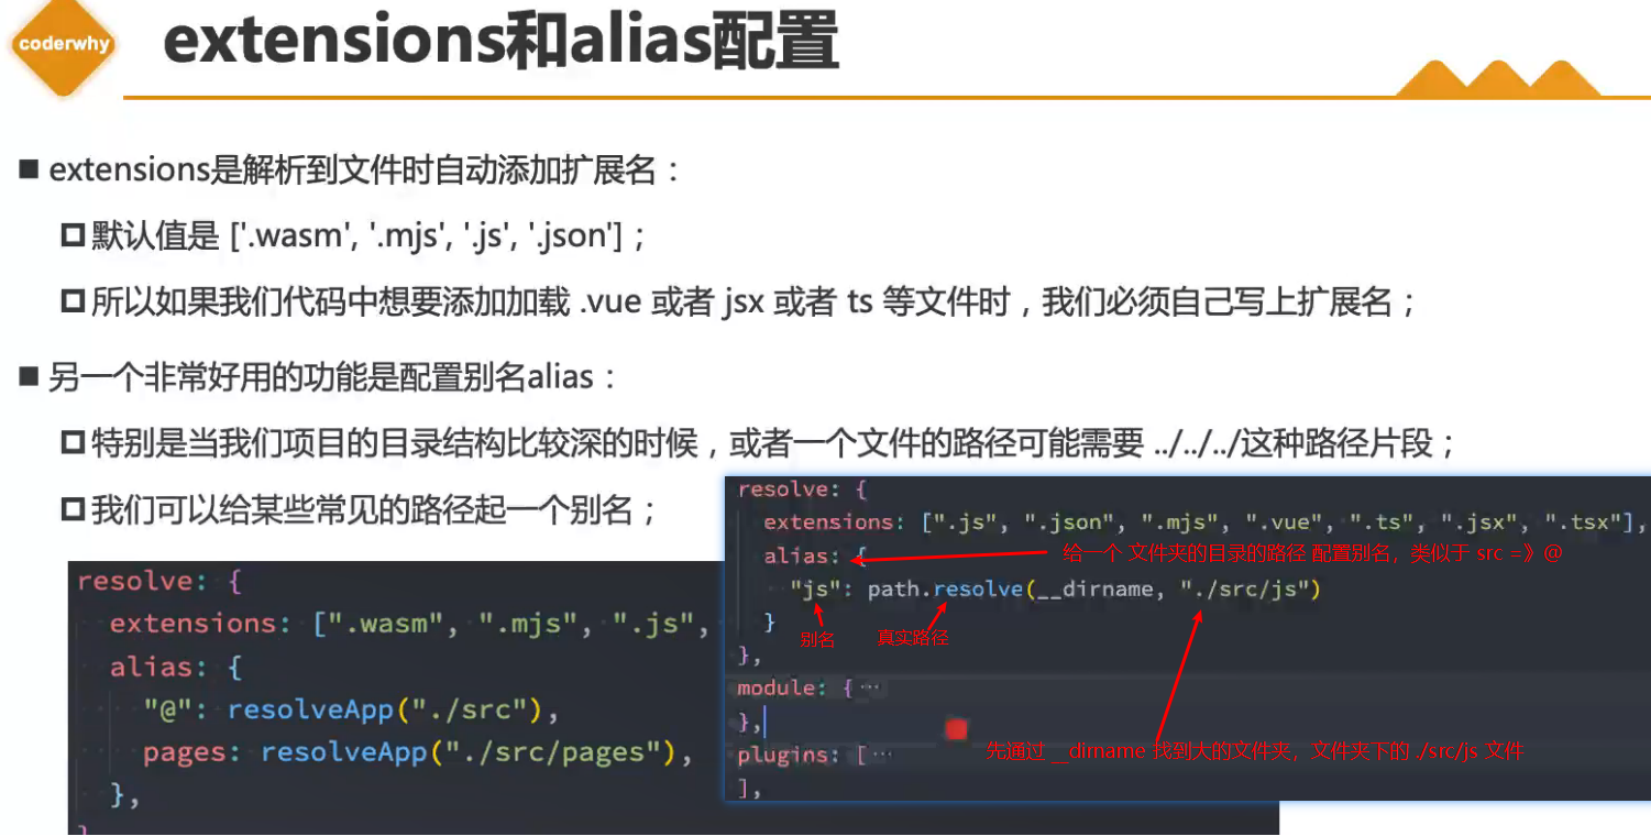 coderwhy
extensions和alias配置
■ extensions是解析到文件时自动添加扩展名：
默认值是 ['.wasm', '.mjs', '.js', '.json']；
所以如果我们代码中想要添加加载 .vue 或者 jsx 或者 ts 等文件时，我们必须自己写上扩展名；
■ 另一个非常好用的功能是配置别名alias：
特别是当我们项目的目录结构比较深的时候，或者一个文件的路径可能需要 ../../../这种路径片段；
我们可以给某些常见的路径起一个别名；
resolve: {
extensions: [".wasm", ".mjs", ".js",
alias: {
"@": resolveApp("./src"),
pages: resolveApp("./src/pages"),
},
resolve: {
extensions: [".js", ".json", ".mjs", ".vue", ".ts", ".jsx", ".tsx"],
alias: {
给一个 文件夹的目录的路径 配置别名，类似于 src =》@
"js": path.resolve(__dirname, "./src/js")
}
别名
真实路径
},
module: {…
},
先通过 __dirname 找到大的文件夹，文件夹下的 ./src/js 文件
plugins: […
],